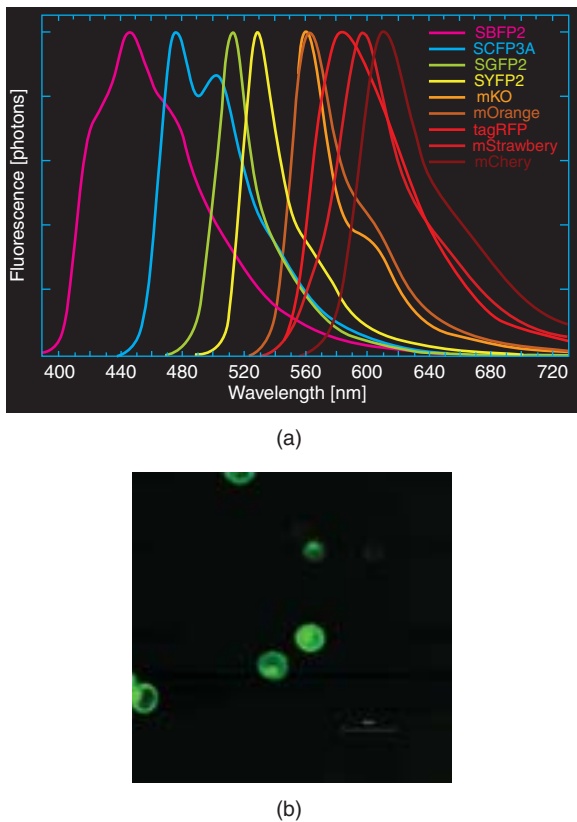 SBFP2
SCFP3A
SGFP2
SYFP2
mKO
mOrange
tagRFP
mStrawbery
mChery
Fluorescence [photons]
400 440 480 520 560 600 640 680 720
Wavelength [nm]
(a)
(b)